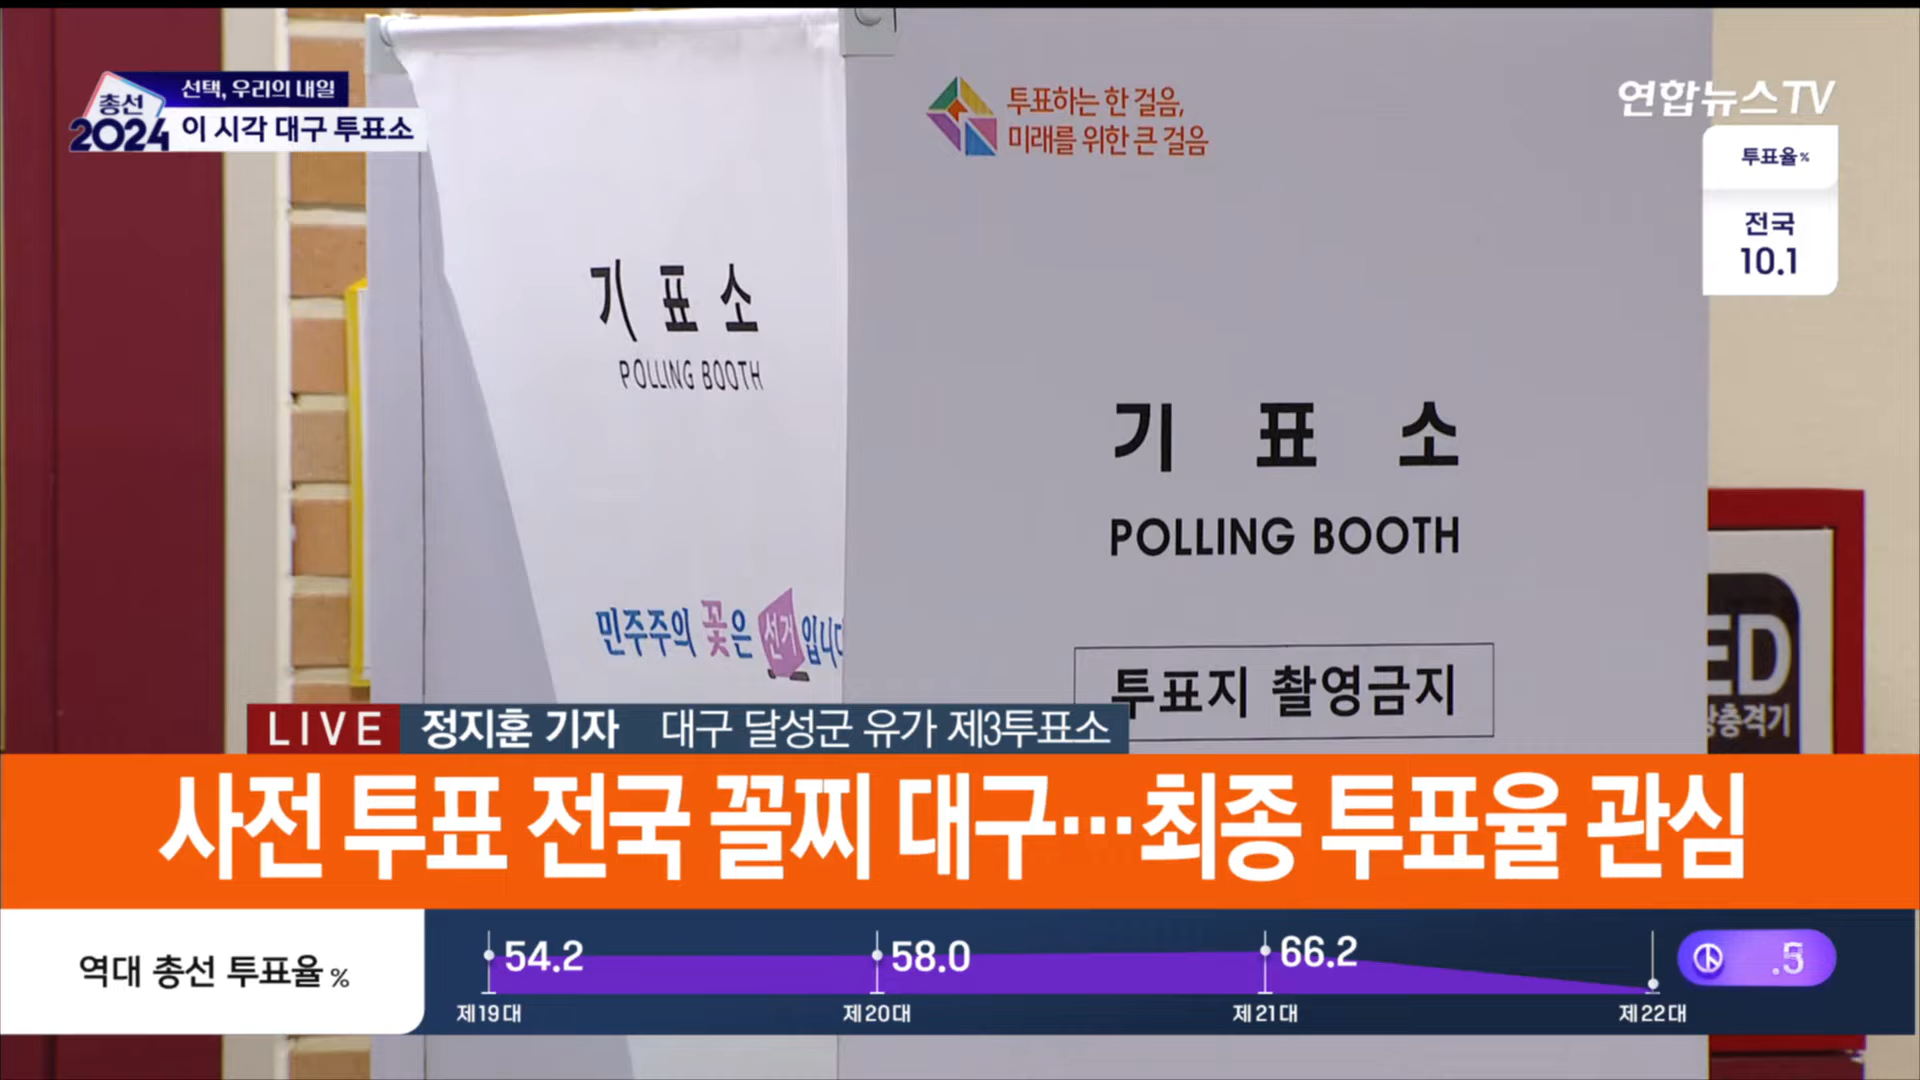 총선
2024
선택, 우리의 내일
이 시각 대구 투표소
투표하는 한 걸음,
미래를 위한 큰 걸음
연합뉴스TV
투표율%
전국
10.1
기 표 소
POLLING BOOTH
기 표 소
POLLING BOOTH
민주주의 꽃은 선거입니다
투표지 촬영금지
ED
충격기
LIVE 정지훈 기자 대구 달성군 유가 제3투표소
사전 투표 전국 꼴찌 대구…최종 투표율 관심
역대 총선 투표율 %
54.2 58.0 66.2 .5
제19대 제20대 제21대 제22대